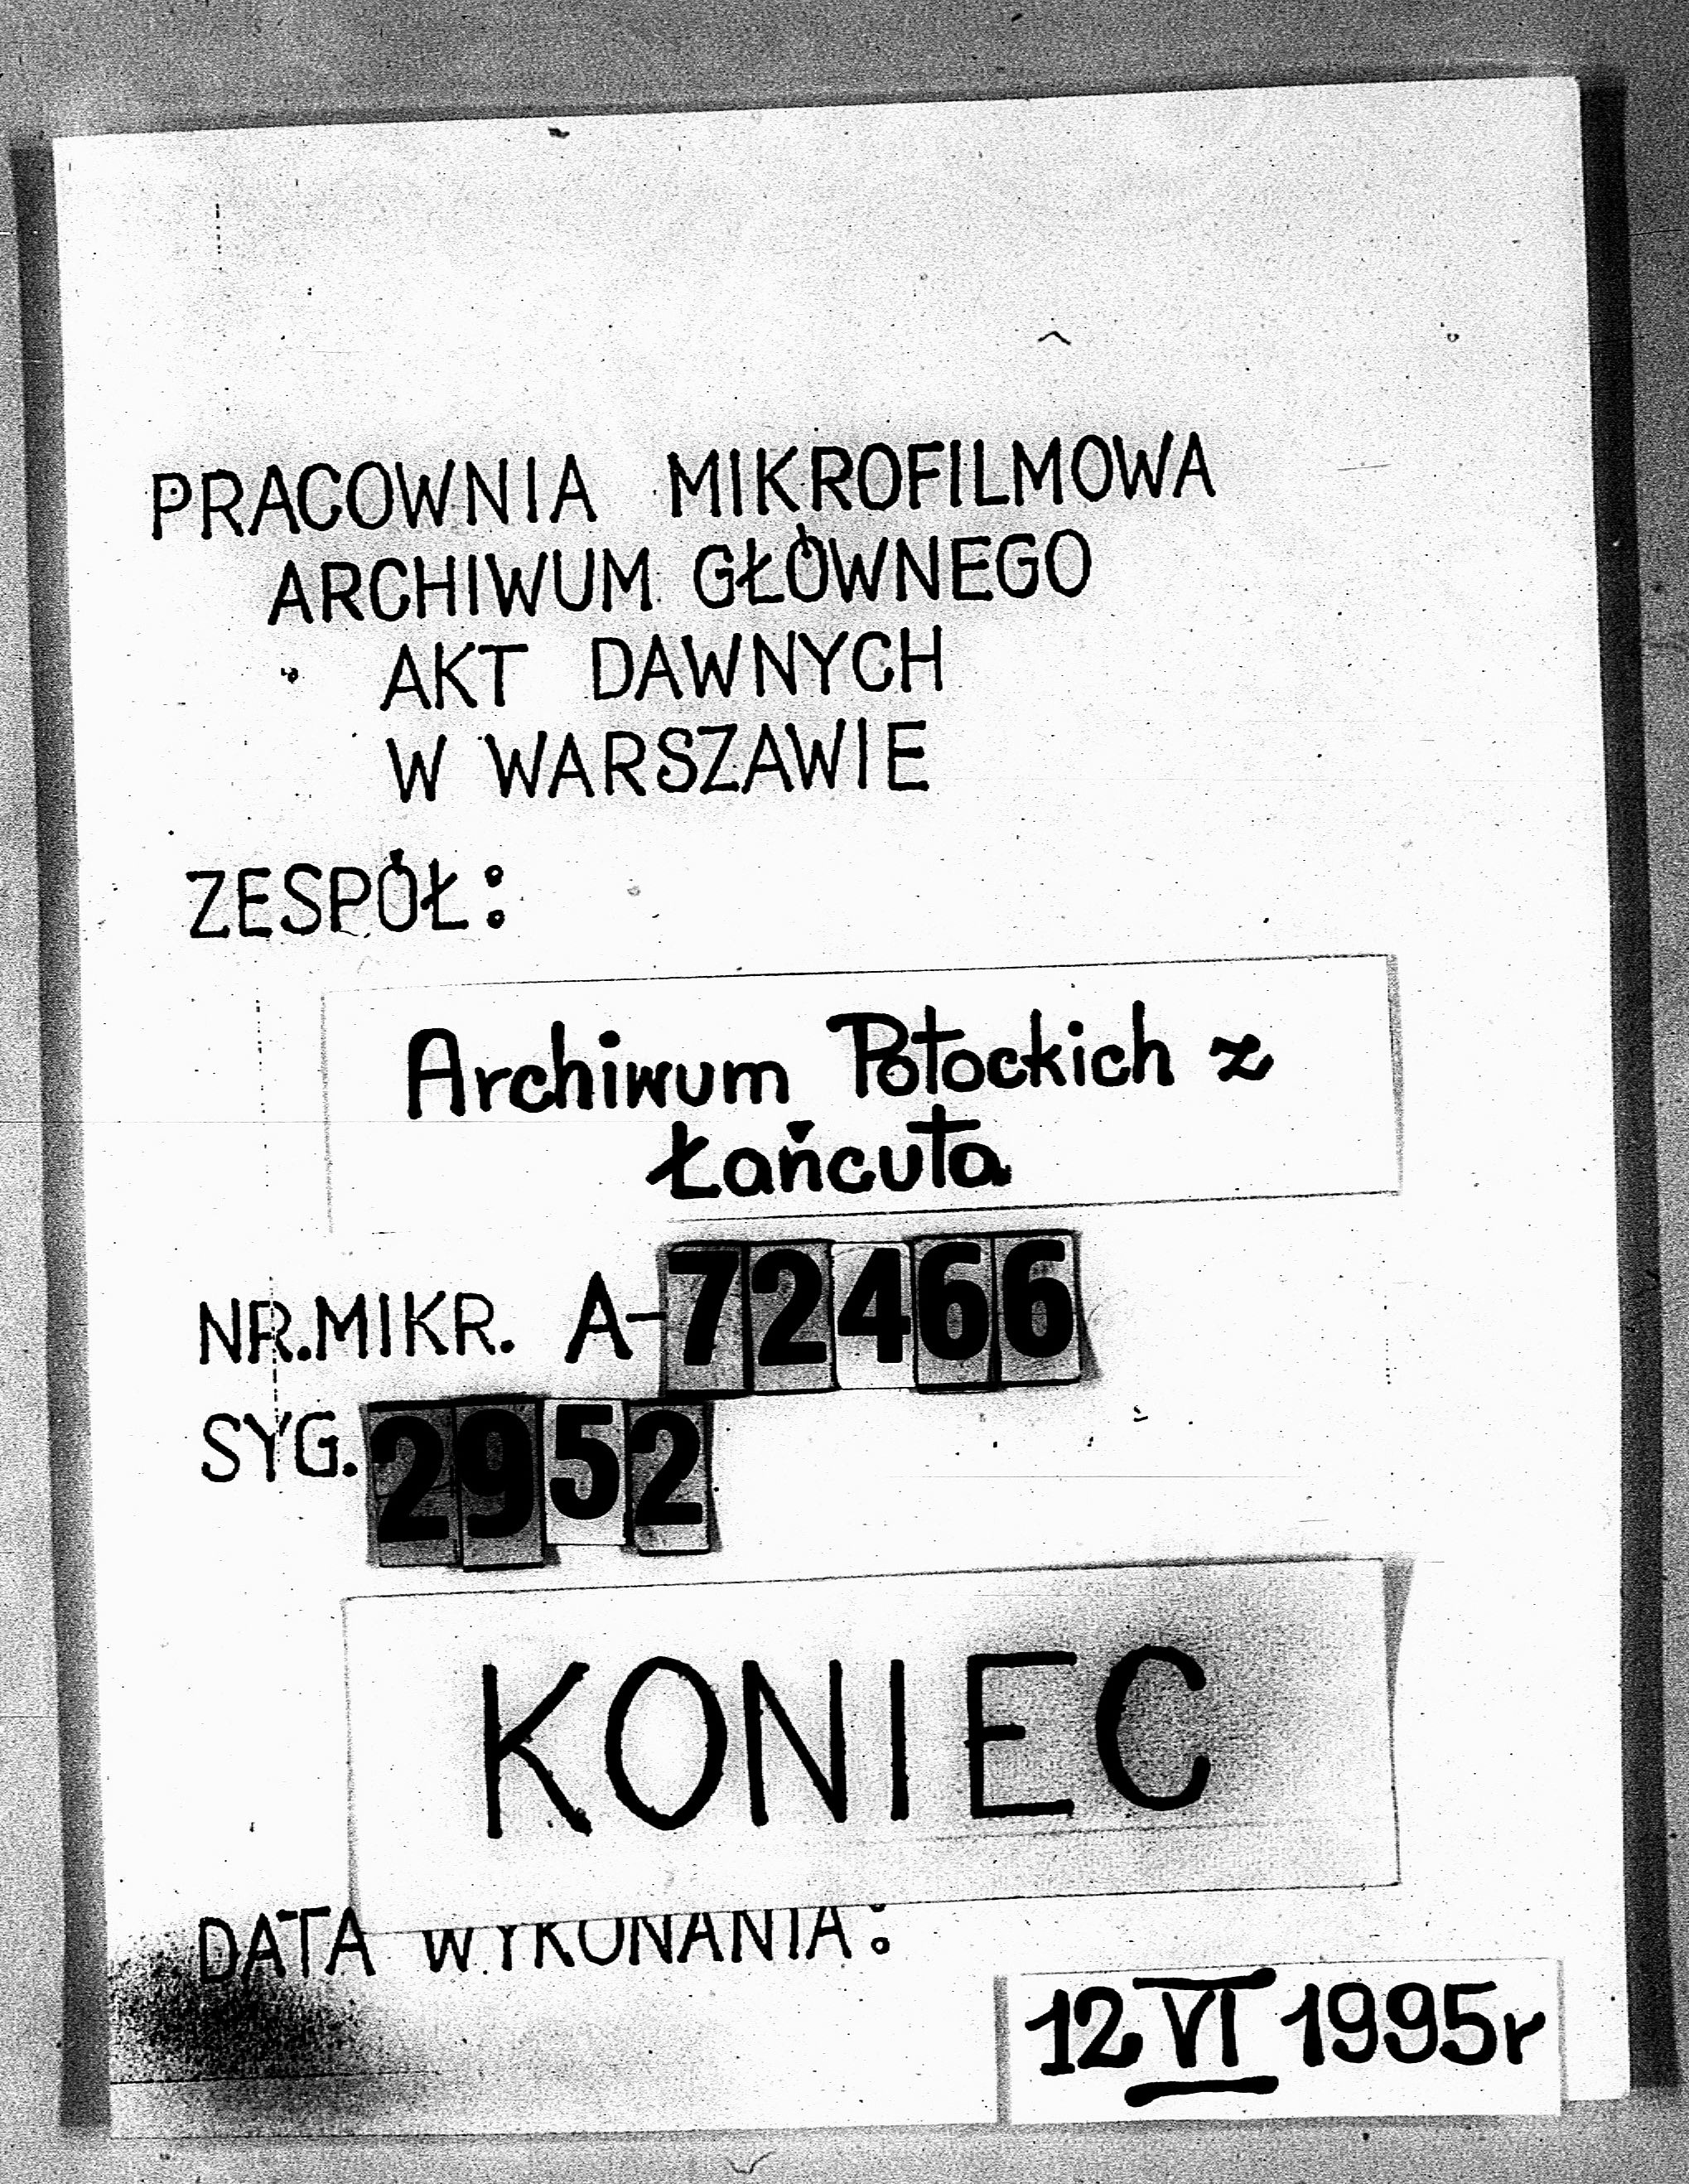 PRACOWNIA MIKROFILMOWA
ARCHIWUM GŁÓWNEGO
AKT DAWNYCH
W WARSZAWIE
ZESPÓŁ:
Archiwum Potockich z
Łańcuta
NR.MIKR. A-72466
SYG. 2952
KONIEC
DATA WYKONANIA:
12 VI 1995r